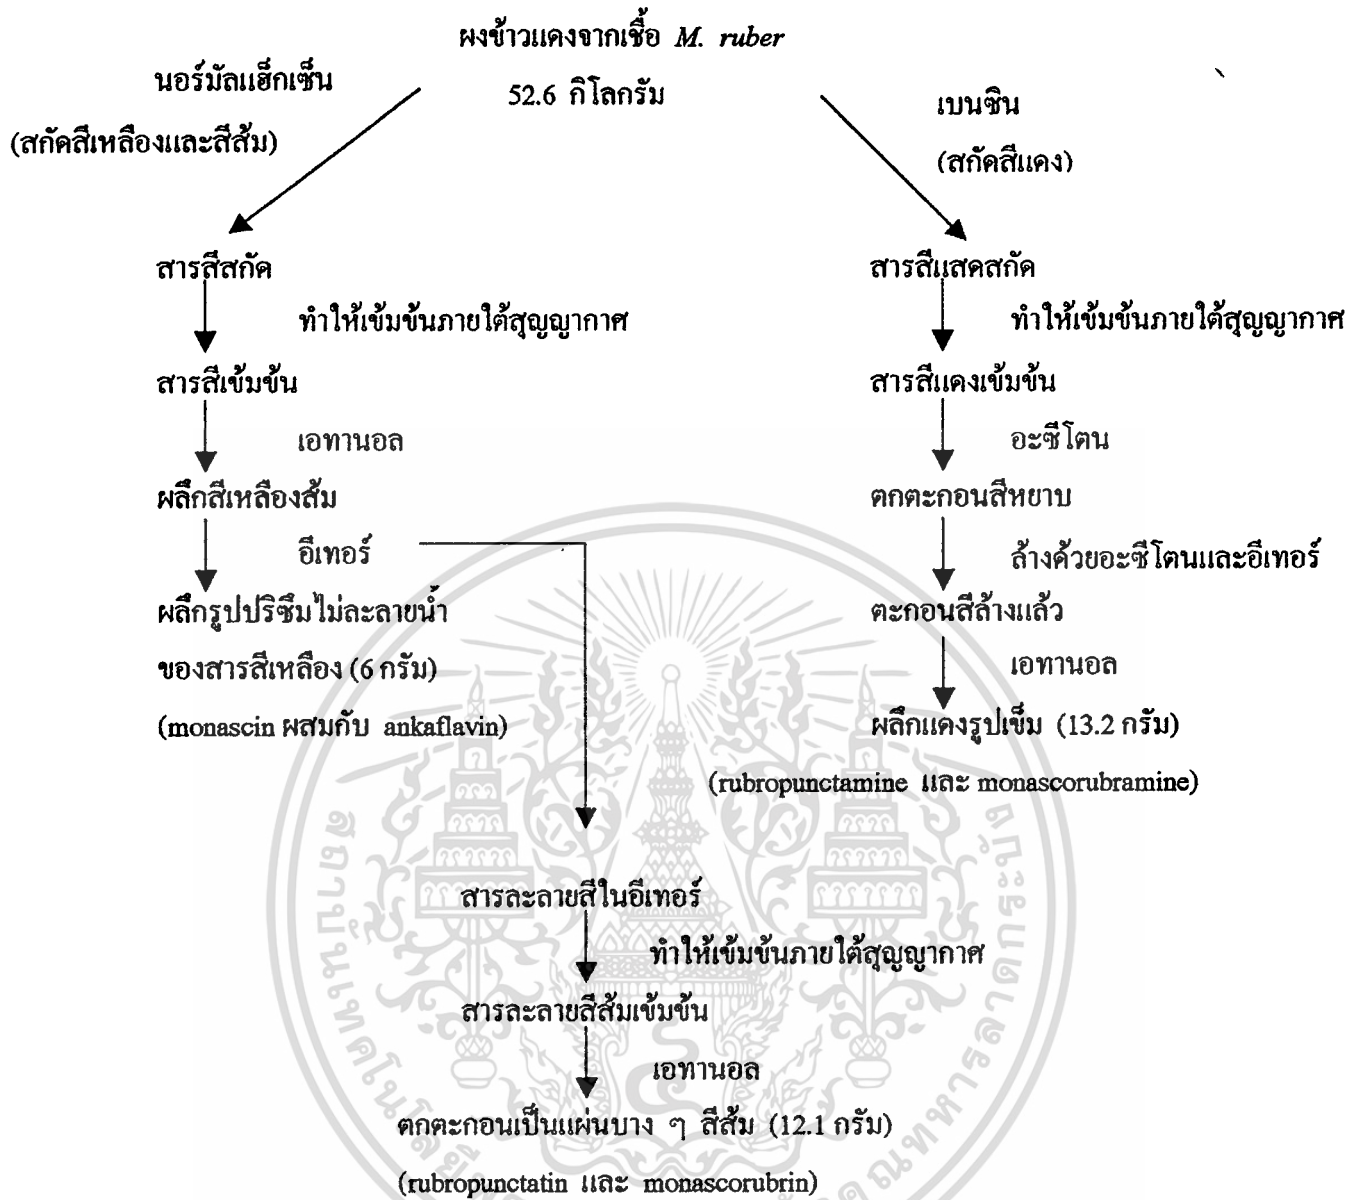 ผงข้าวแดงจากเชื้อ M. ruber
52.6 กิโลกรัม
นอร์มัลแฮ็กเซ็น
(สกัดสีเหลืองและสีส้ม)
เบนซิน
(สกัดสีแดง)
สารสีสกัด
ทำให้เข้มข้นภายใต้สุญญากาศ
สารสีเข้มข้น
เอทานอล
ผลึกสีเหลืองส้ม
อีเทอร์
ผลึกรูปปริซึมไม่ละลายน้ำ
ของสารสีเหลือง (6 กรัม)
(monascin ผสมกับ ankaflavin)
สารสีแสดสกัด
ทำให้เข้มข้นภายใต้สุญญากาศ
สารสีแดงเข้มข้น
อะซีโตน
ตกตะกอนสีหยาบ
ล้างด้วยอะซีโตนและอีเทอร์
ตะกอนสีล้างแล้ว
เอทานอล
ผลึกแดงรูปเข็ม (13.2 กรัม)
(rubropunctamine และ monascorubramine)
สารละลายสีในอีเทอร์
ทำให้เข้มข้นภายใต้สุญญากาศ
สารละลายสีส้มเข้มข้น
เอทานอล
ตกตะกอนเป็นแผ่นบาง ๆ สีส้ม (12.1 กรัม)
(rubropunctatin และ monascorubrin)